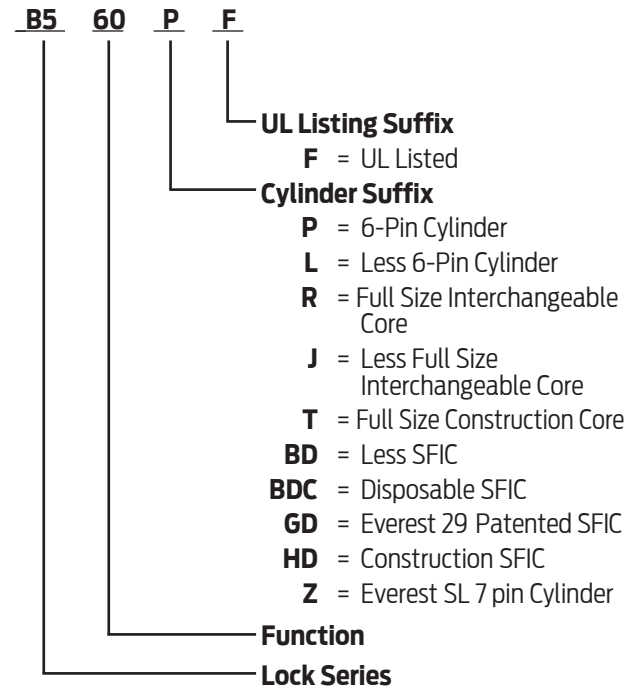 B5 60 P F
UL Listing Suffix
F = UL Listed
Cylinder Suffix
P = 6-Pin Cylinder
L = Less 6-Pin Cylinder
R = Full Size Interchangeable
Core
J = Less Full Size
Interchangeable Core
T = Full Size Construction Core
BD = Less SFIC
BDC = Disposable SFIC
GD = Everest 29 Patented SFIC
HD = Construction SFIC
Z = Everest SL 7 pin Cylinder
Function
Lock Series